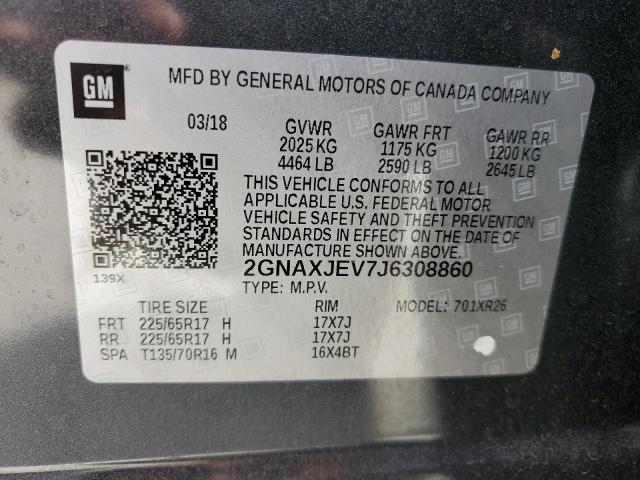 GM
MFD BY GENERAL MOTORS OF CANADA COMPANY
03/18 GVWR GAWR FRT GAWR RR
2025 KG 1175 KG 1200 KG
4464 LB 2590 LB 2645 LB
THIS VEHICLE CONFORMS TO ALL
APPLICABLE U.S. FEDERAL MOTOR
VEHICLE SAFETY AND THEFT PREVENTION
STANDARDS IN EFFECT ON THE DATE OF
MANUFACTURE SHOWN ABOVE.
139X
2GNAXJEV7J6308860
TYPE: M.P.V.
TIRE SIZE RIM MODEL: 701XR26
FRT 225/65R17 H 17X7J
RR 225/65R17 H 17X7J
SPA T135/70R16 M 16X4BT